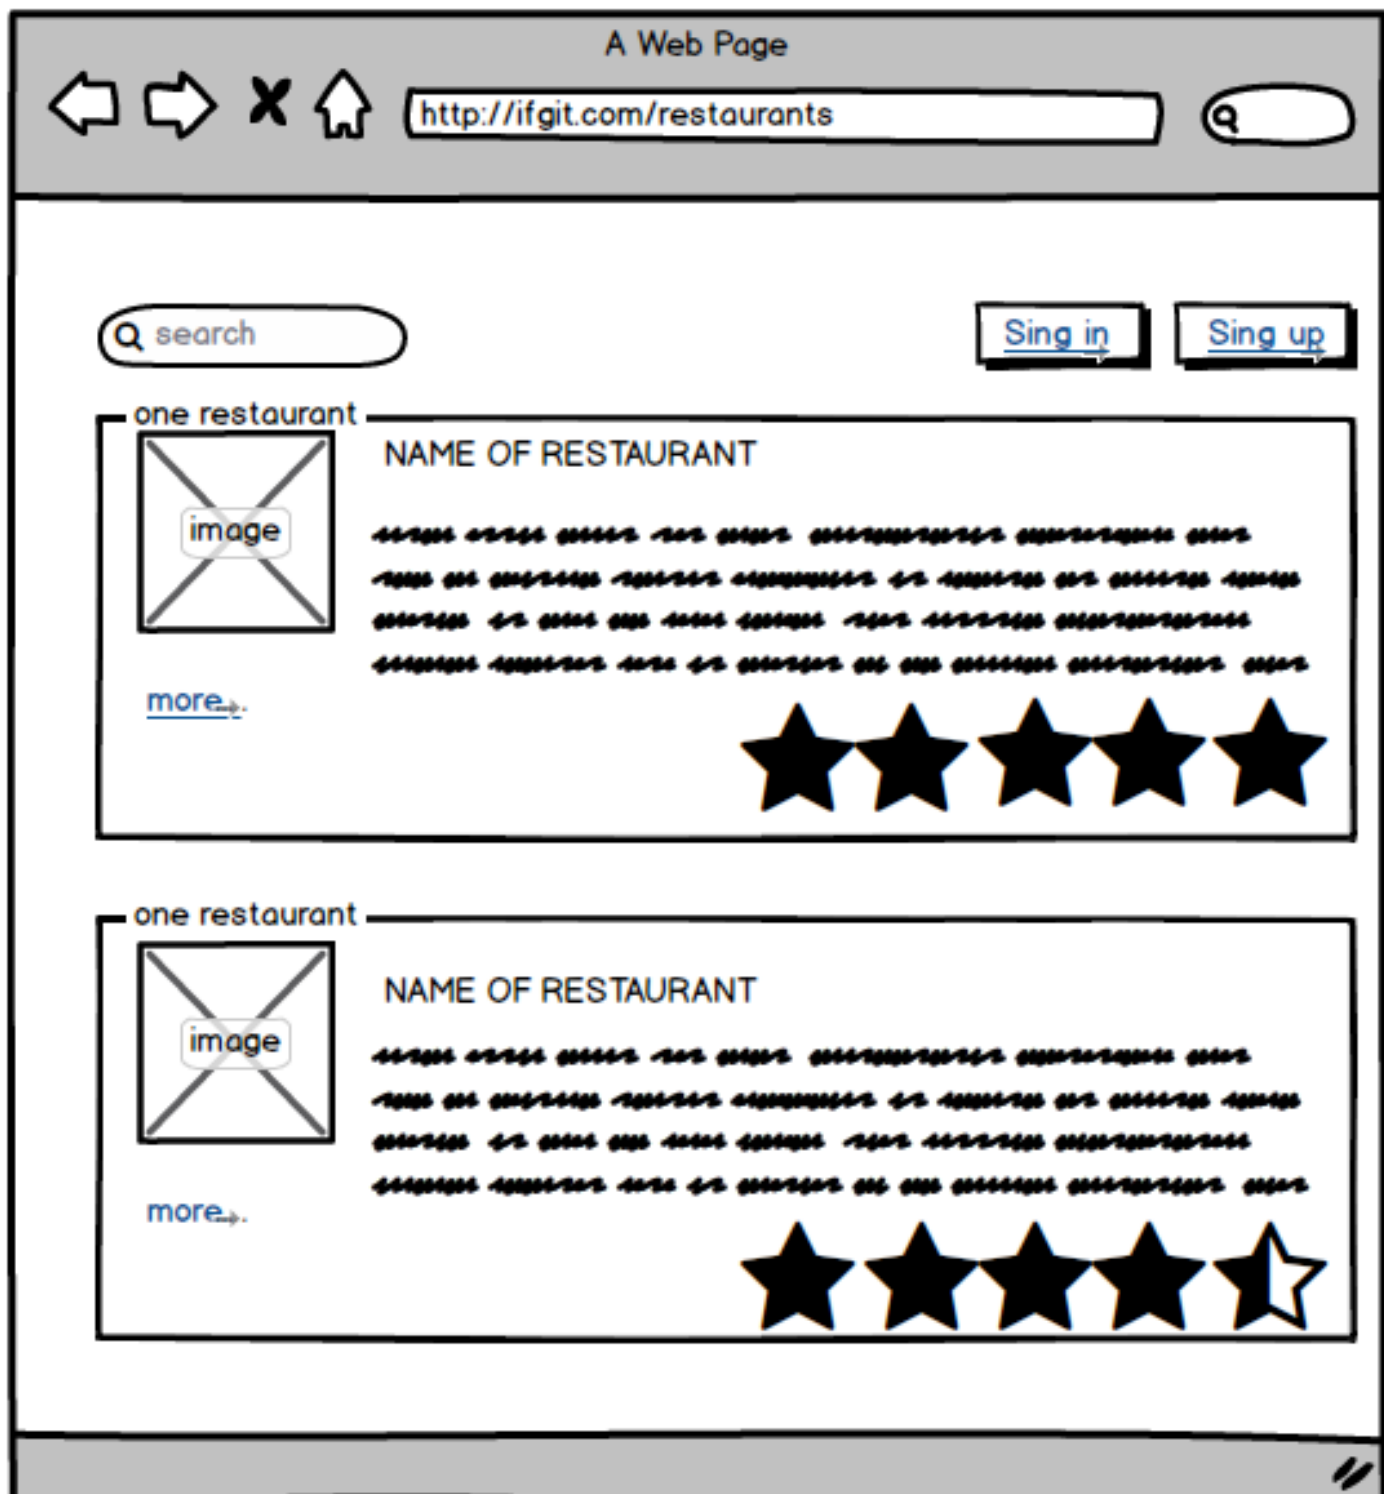 A Web Page
http://ifgit.com/restaurants
search
Sing in
Sing up
one restaurant
NAME OF RESTAURANT
image
more...
one restaurant
NAME OF RESTAURANT
image
more...